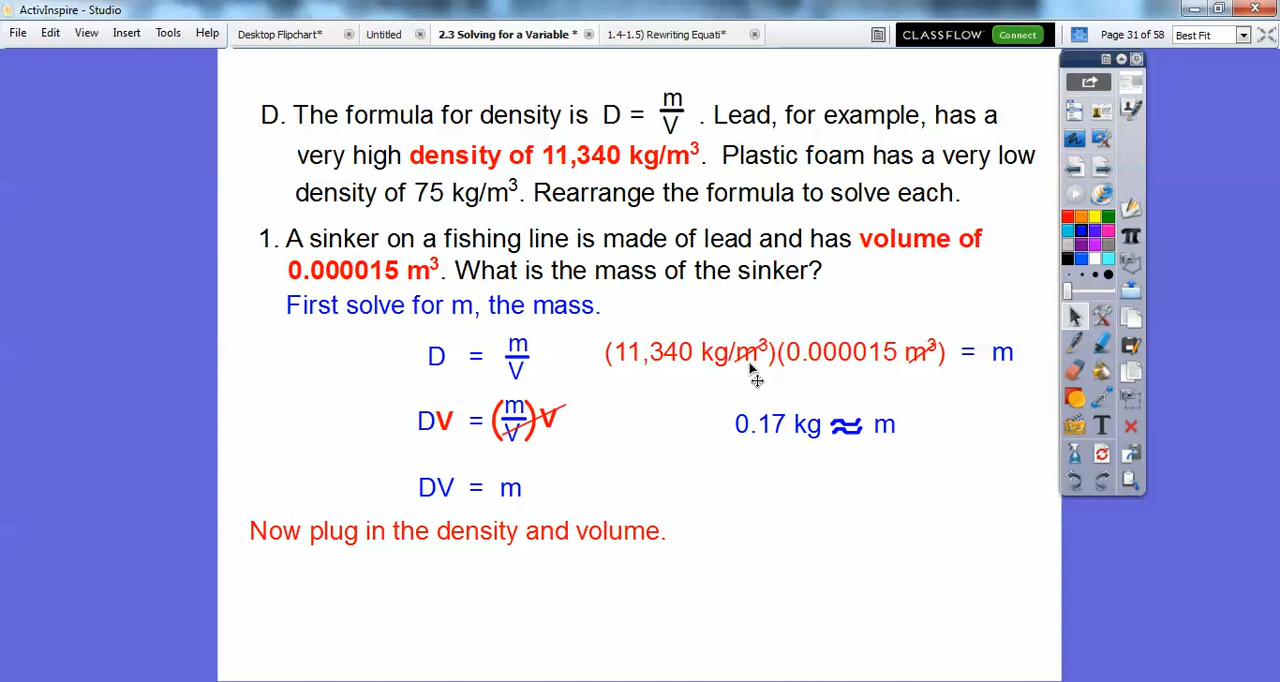 ActivInspire - Studio
File Edit View Insert Tools Help Desktop Flipchart* Untitled 2.3 Solving for a Variable * 1.4-1.5) Rewriting Equati* CLASSFLOW Connect Page 31 of 58 Best Fit
D. The formula for density is D = m/V . Lead, for example, has a
very high density of 11,340 kg/m³. Plastic foam has a very low
density of 75 kg/m³. Rearrange the formula to solve each.
1. A sinker on a fishing line is made of lead and has volume of
0.000015 m³. What is the mass of the sinker?
First solve for m, the mass.
D = m/V
(11,340 kg/m³)(0.000015 m³) = m
DV = (m/V)V
0.17 kg ≈ m
DV = m
Now plug in the density and volume.